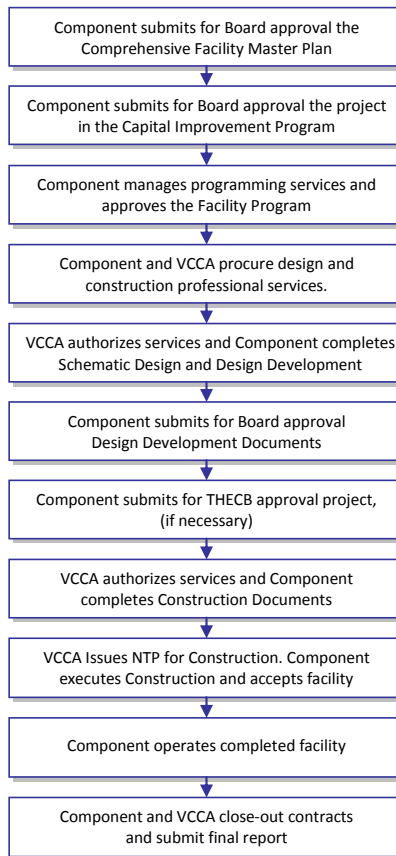 Component submits for Board approval the
Comprehensive Facility Master Plan
Component submits for Board approval the project
in the Capital Improvement Program
Component manages programming services and
approves the Facility Program
Component and VCCA procure design and
construction professional services.
VCCA authorizes services and Component completes
Schematic Design and Design Development
Component submits for Board approval
Design Development Documents
Component submits for THECB approval project,
(if necessary)
VCCA authorizes services and Component
completes Construction Documents
VCCA Issues NTP for Construction. Component
executes Construction and accepts facility
Component operates completed facility
Component and VCCA close-out contracts
and submit final report